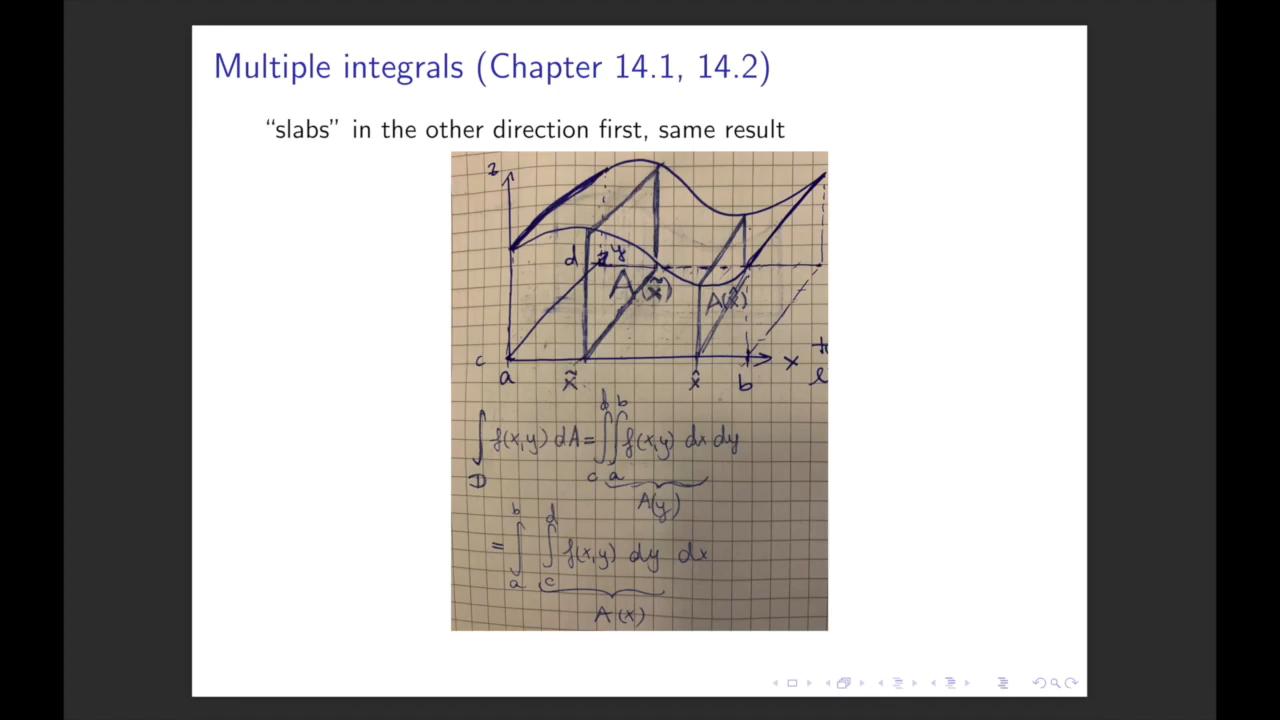 Multiple integrals (Chapter 14.1, 14.2)
“slabs” in the other direction first, same result
z
d y
A(x̃) A(x̂)
c x
a x̃ x̂ b
∫_D f(x,y) dA = ∫_c^d ∫_a^b f(x,y) dx dy
A(y)
= ∫_a^b ∫_c^d f(x,y) dy dx
A(x)